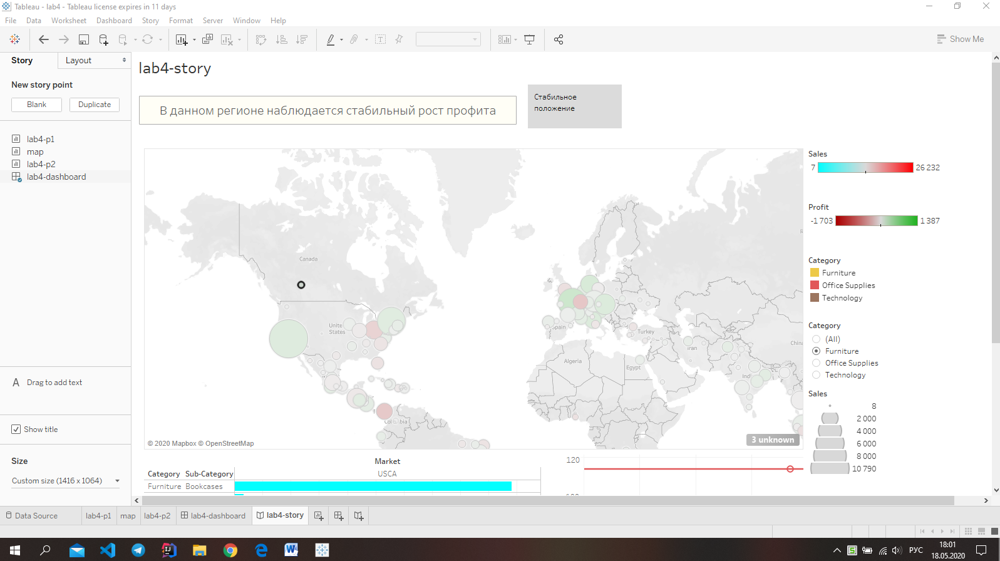 Tableau - lab4 - Tableau license expires in 11 days
File Data Worksheet Dashboard Story Format Server Window Help
Show Me
Story
Layout
New story point
Blank
Duplicate
lab4-p1
map
lab4-p2
lab4-dashboard
A Drag to add text
Show title
Size
Custom size (1416 x 1064)
lab4-story
В данном регионе наблюдается стабильный рост профита
Стабильное
положение
Canada
United
States
Colombia
Spain
Algeria
Turkey
Egypt
Iran
© 2020 Mapbox © OpenStreetMap
3 unknown
Sales
7
26 232
Profit
-1 703
1 387
Category
Furniture
Office Supplies
Technology
Category
(All)
Furniture
Office Supplies
Technology
Sales
8
2 000
4 000
6 000
8 000
10 790
Market
Category Sub-Category USCA
Furniture Bookcases
120
Data Source
lab4-p1
map
lab4-p2
lab4-dashboard
lab4-story
РУС
18:01
18.05.2020